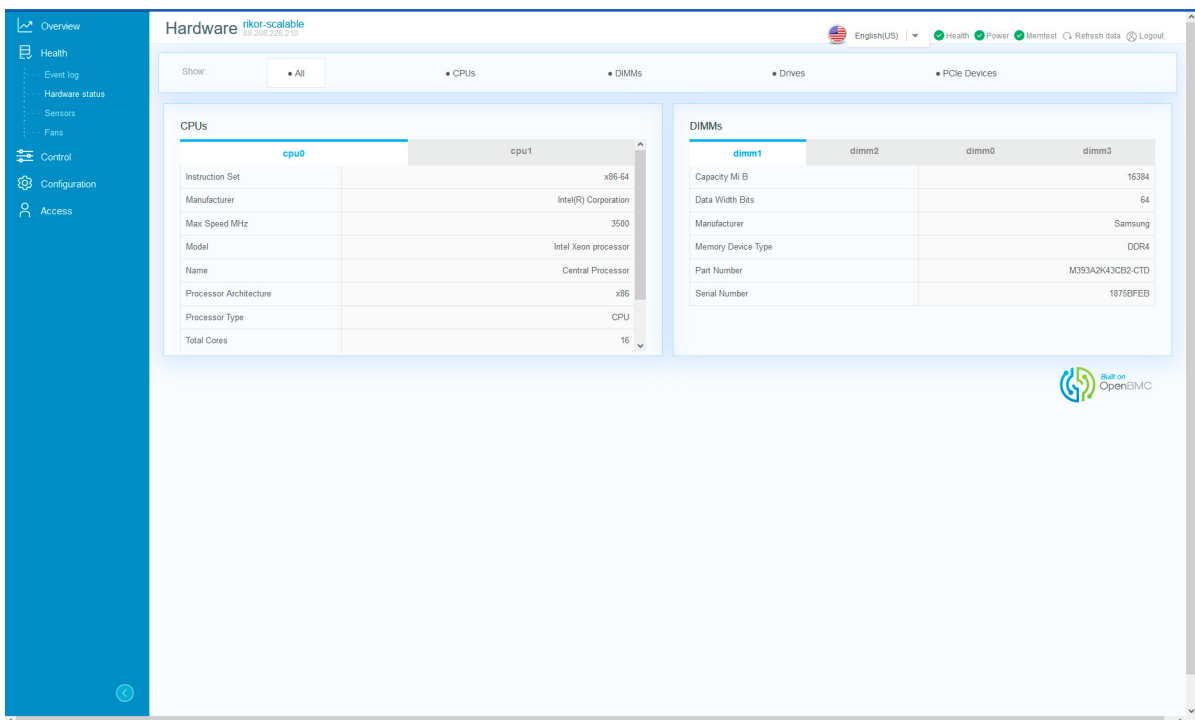 Overview
Health
Event log
Hardware status
Sensors
Fans
Control
Configuration
Access
Hardware rikor-scalable
88.208.226.210
English(US) Health Power Memtest Refresh data Logout
Show: All CPUs DIMMs Drives PCIe Devices
CPUs
cpu0 cpu1
Instruction Set x86-64
Manufacturer Intel(R) Corporation
Max Speed MHz 3500
Model Intel Xeon processor
Name Central Processor
Processor Architecture x86
Processor Type CPU
Total Cores 16
DIMMs
dimm1 dimm2 dimm0 dimm3
Capacity Mi B 16384
Data Width Bits 64
Manufacturer Samsung
Memory Device Type DDR4
Part Number M393A2K43CB2-CTD
Serial Number 1875BFEB
Built on
OpenBMC